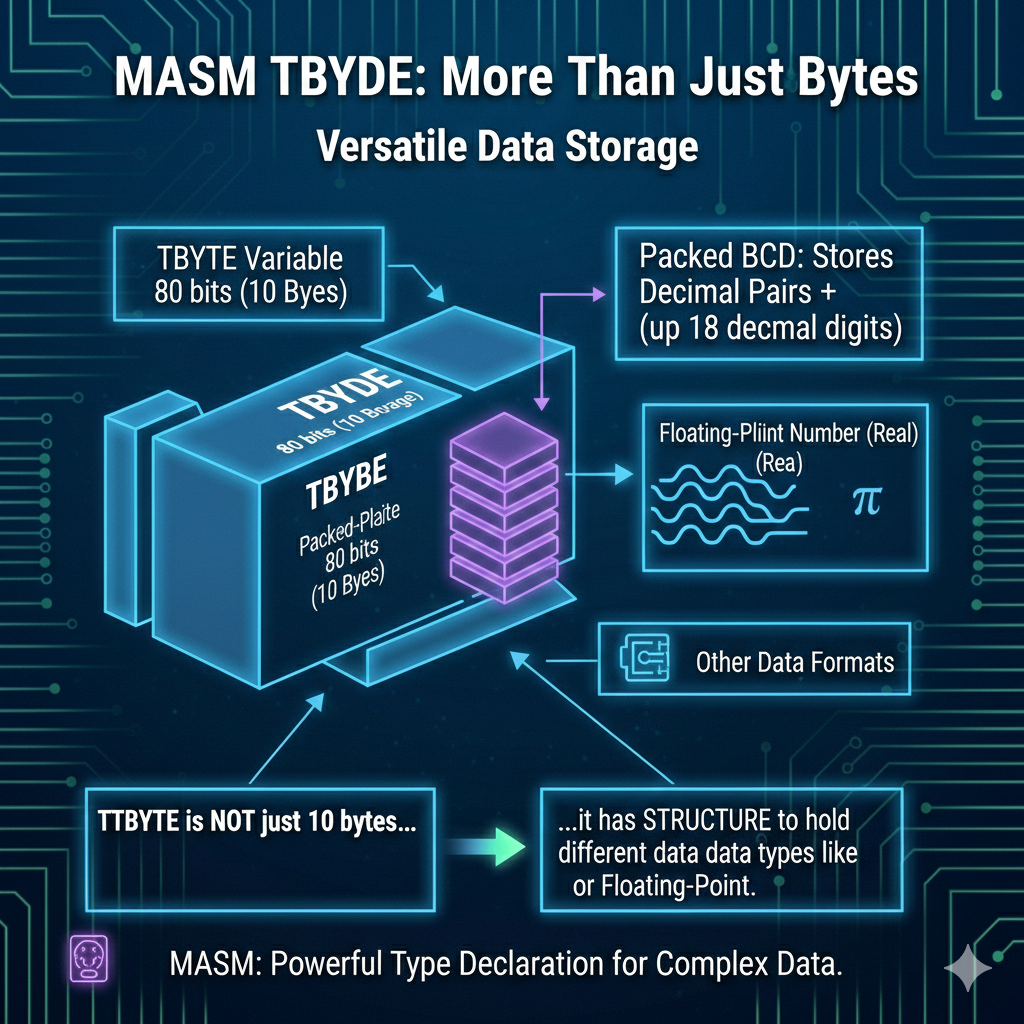 MASM TBYDE: More Than Just Bytes
Versatile Data Storage
TBYTE Variable
80 bits (10 Byes)
Packed BCD: Stores
Decimal Pairs +
(up 18 decmal digits)
TBYDE
80 bits (10 Bovage)
TBYBE
Packed-Plaite
80 bits
(10 Byes)
Floating-Pliint Number (Real)
(Rea)
π
Other Data Formats
TTBYTE is NOT just 10 bytes...
...it has STRUCTURE to hold
different data data types like
or Floating-Point.
MASM: Powerful Type Declaration for Complex Data.